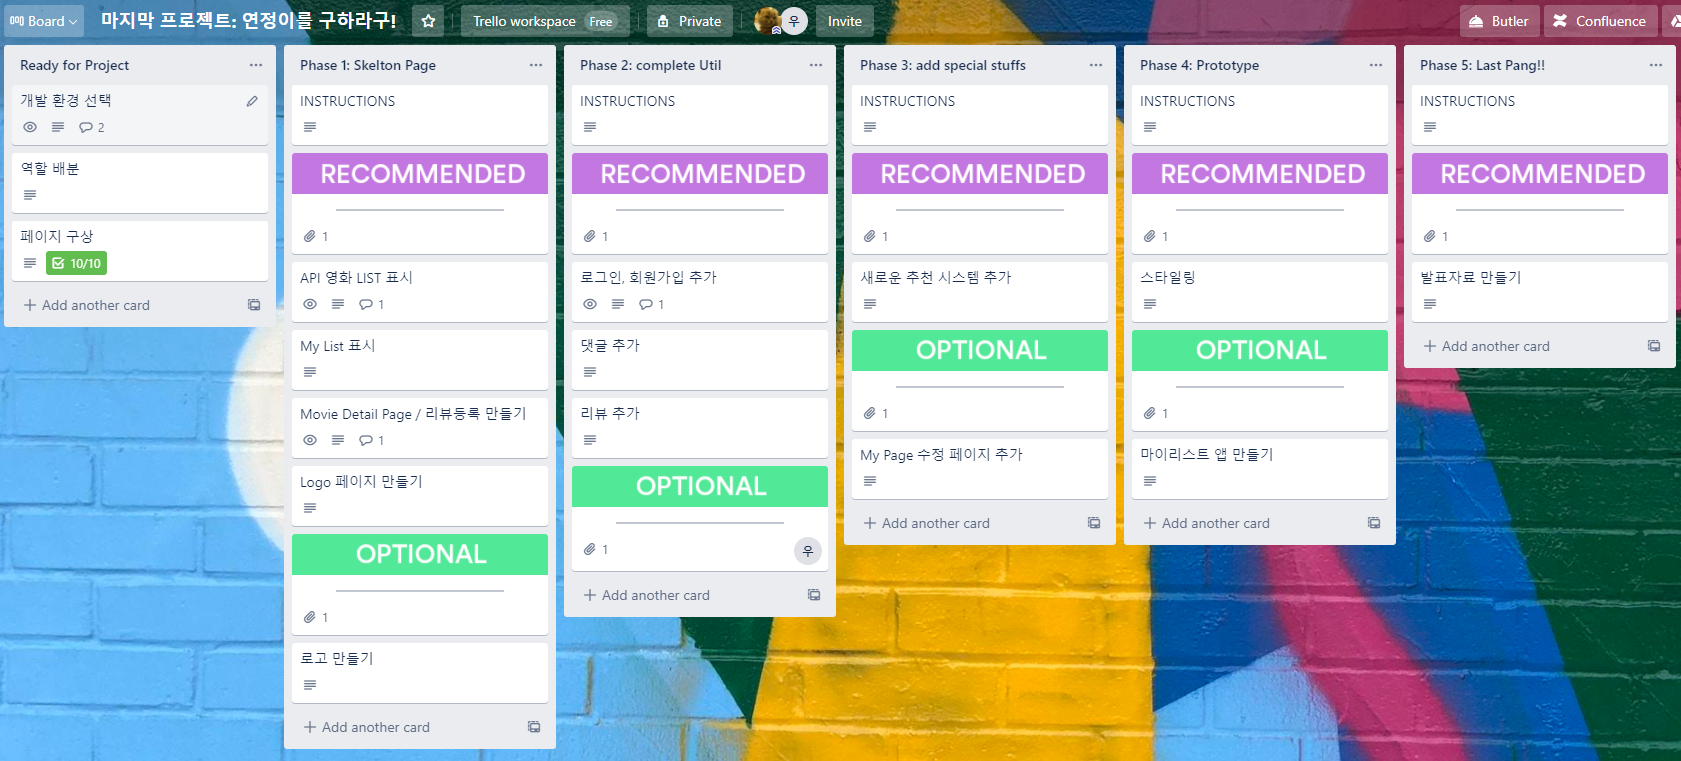 Board
마지막 프로젝트: 연정이를 구하라구!
Trello workspace Free
Private
우
Invite
Butler
Confluence
Ready for Project
개발 환경 선택
2
역할 배분
페이지 구상
10/10
Add another card
Phase 1: Skelton Page
INSTRUCTIONS
RECOMMENDED
1
API 영화 LIST 표시
1
My List 표시
Movie Detail Page / 리뷰등록 만들기
1
Logo 페이지 만들기
OPTIONAL
1
로고 만들기
Add another card
Phase 2: complete Util
INSTRUCTIONS
RECOMMENDED
1
로그인, 회원가입 추가
1
댓글 추가
리뷰 추가
OPTIONAL
1
우
Add another card
Phase 3: add special stuffs
INSTRUCTIONS
RECOMMENDED
1
새로운 추천 시스템 추가
OPTIONAL
1
My Page 수정 페이지 추가
Add another card
Phase 4: Prototype
INSTRUCTIONS
RECOMMENDED
1
스타일링
OPTIONAL
1
마이리스트 앱 만들기
Add another card
Phase 5: Last Pang!!
INSTRUCTIONS
RECOMMENDED
1
발표자료 만들기
Add another card